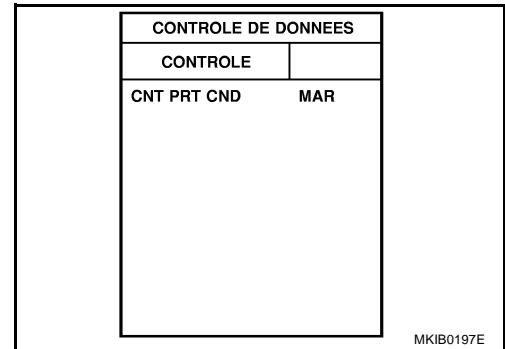 CONTROLE DE DONNEES
CONTROLE
CNT PRT CND MAR
MKIB0197E